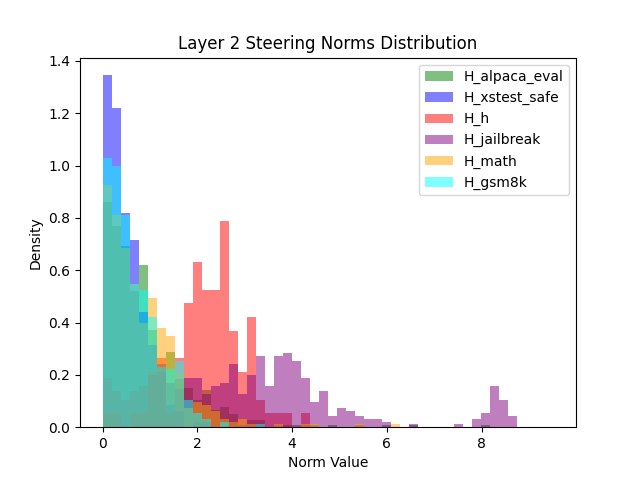 Layer 2 Steering Norms Distribution
H_alpaca_eval
H_xstest_safe
H_h
H_jailbreak
H_math
H_gsm8k
Density
1.4
1.2
1.0
0.8
0.6
0.4
0.2
0.0
0 2 4 6 8
Norm Value